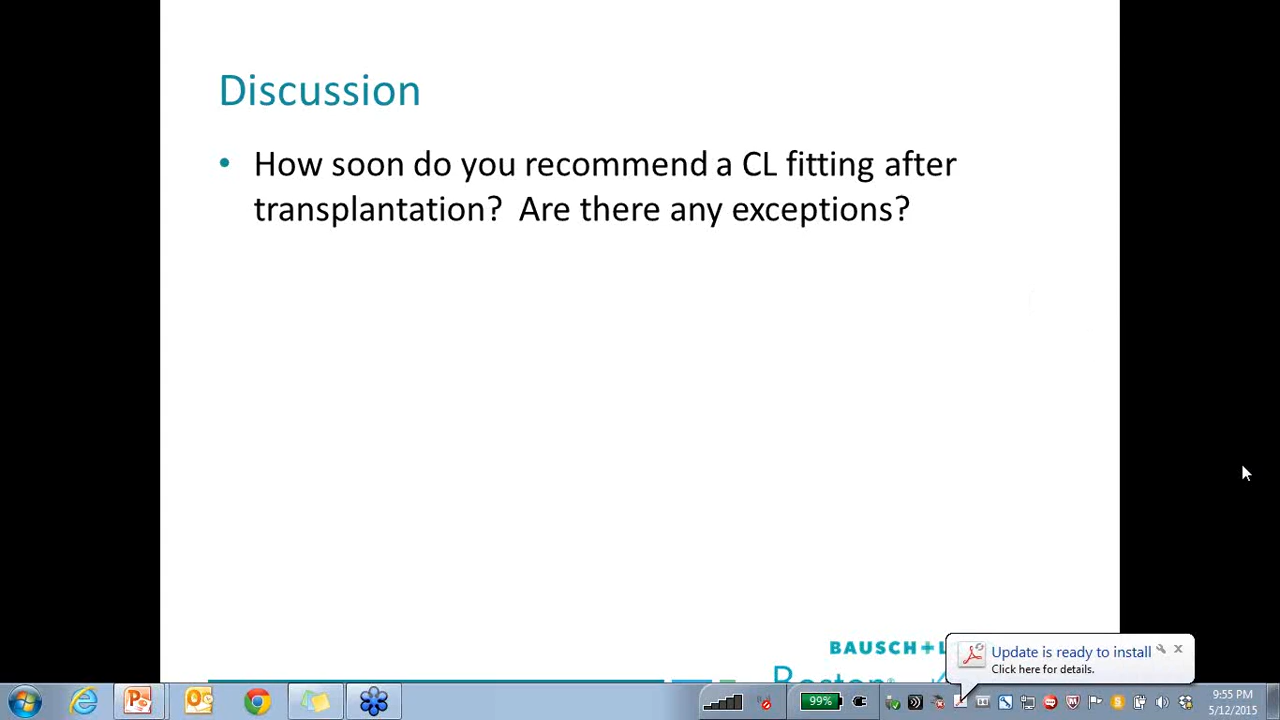 Discussion
• How soon do you recommend a CL fitting after
transplantation? Are there any exceptions?
BAUSCH+L
Update is ready to install
Click here for details.
99%
9:55 PM
5/12/2015